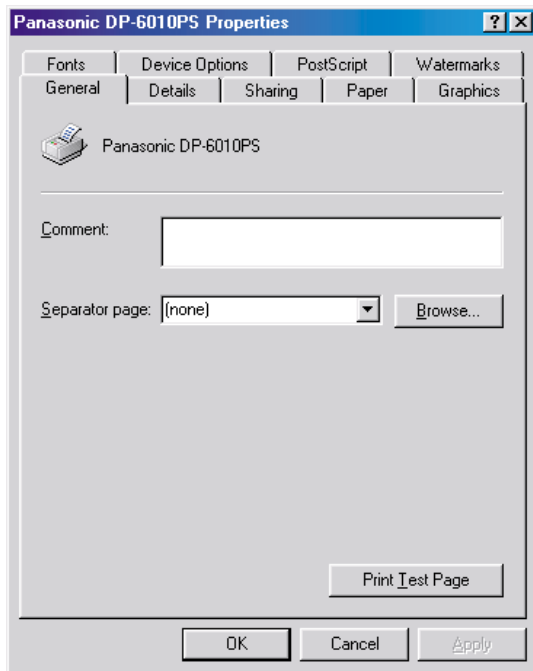 Panasonic DP-6010PS Properties
Fonts Device Options PostScript Watermarks
General Details Sharing Paper Graphics
Panasonic DP-6010PS
Comment:
Separator page: (none) Browse...
Print Test Page
OK Cancel Apply